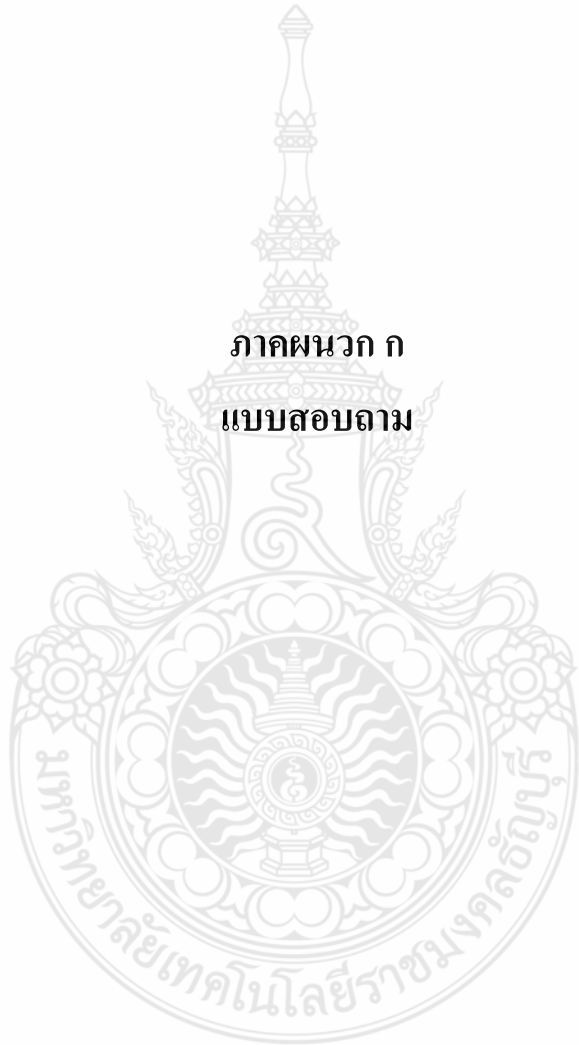 ภาคผนวก ก
แบบสอบถาม
มหาวิทยาลัยเทคโนโลยีราชมงคลธัญบุรี